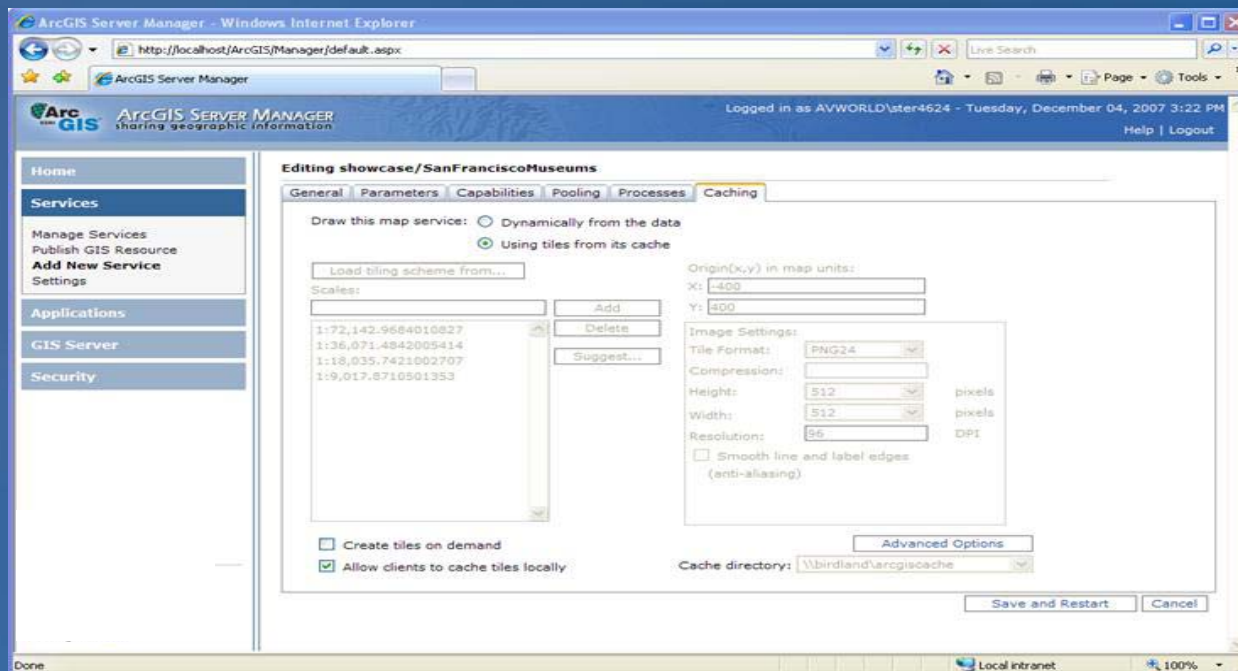 ArcGIS Server Manager - Windows Internet Explorer
http://localhost/ArcGIS/Manager/default.aspx
Live Search
ArcGIS Server Manager
Page
Tools
ArcGIS
ARCGIS SERVER MANAGER
sharing geographic information
Logged in as AVWORLD\ster4624 - Tuesday, December 04, 2007 3:22 PM
Help | Logout
Home
Services
Manage Services
Publish GIS Resource
Add New Service
Settings
Applications
GIS Server
Security
Editing showcase/SanFranciscoMuseums
General Parameters Capabilities Pooling Processes Caching
Draw this map service: Dynamically from the data
Using tiles from its cache
Load tiling scheme from...
Scales:
Add
1:72,142.9684010827
1:36,071.4842005414
1:18,035.7421002707
1:9,017.8710501353
Delete
Suggest...
Origin(x,y) in map units:
X: -400
Y: 400
Image Settings:
Tile Format: PNG24
Compression:
Height: 512 pixels
Width: 512 pixels
Resolution: 96 DPI
Smooth line and label edges
(anti-aliasing)
Create tiles on demand
Allow clients to cache tiles locally
Advanced Options
Cache directory: \\birdland\arcgiscache
Save and Restart Cancel
Done
Local intranet
100%